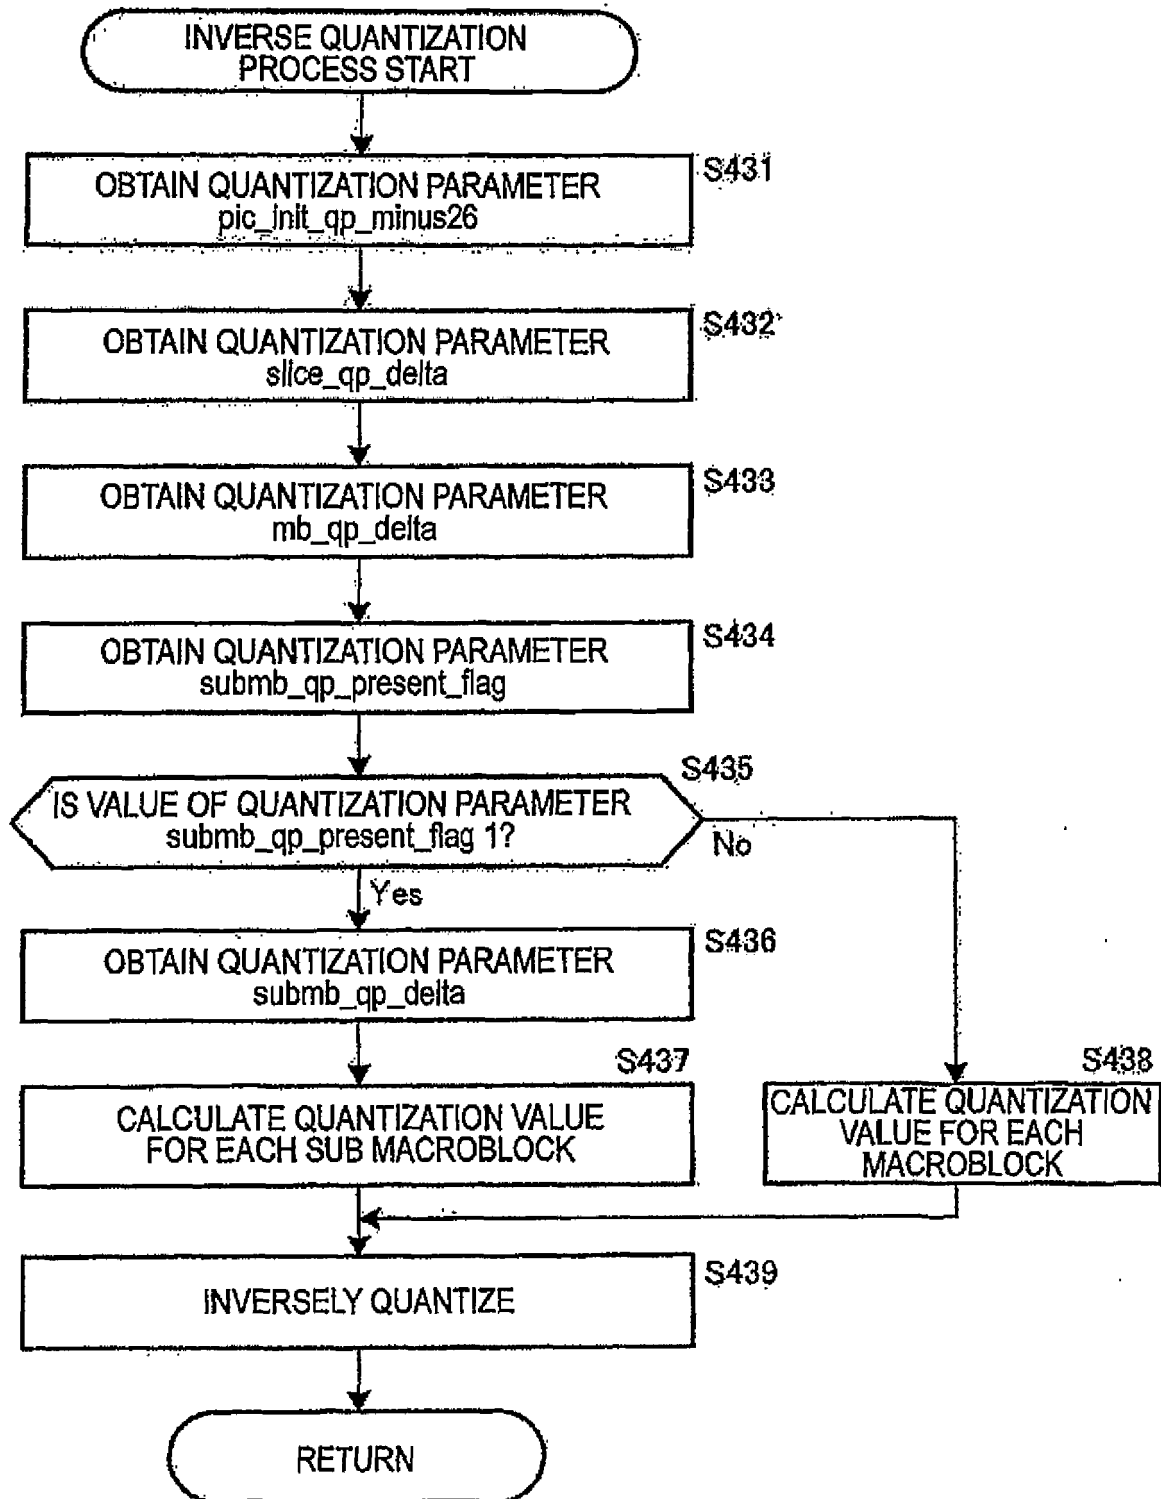 INVERSE QUANTIZATION
PROCESS START
S431
OBTAIN QUANTIZATION PARAMETER
pic_init_qp_minus26
S432
OBTAIN QUANTIZATION PARAMETER
slice_qp_delta
S433
OBTAIN QUANTIZATION PARAMETER
mb_qp_delta
S434
OBTAIN QUANTIZATION PARAMETER
submb_qp_present_flag
S435
IS VALUE OF QUANTIZATION PARAMETER
submb_qp_present_flag 1?
No
Yes
S436
OBTAIN QUANTIZATION PARAMETER
submb_qp_delta
S437
CALCULATE QUANTIZATION VALUE
FOR EACH SUB MACROBLOCK
S438
CALCULATE QUANTIZATION
VALUE FOR EACH
MACROBLOCK
S439
INVERSELY QUANTIZE
RETURN